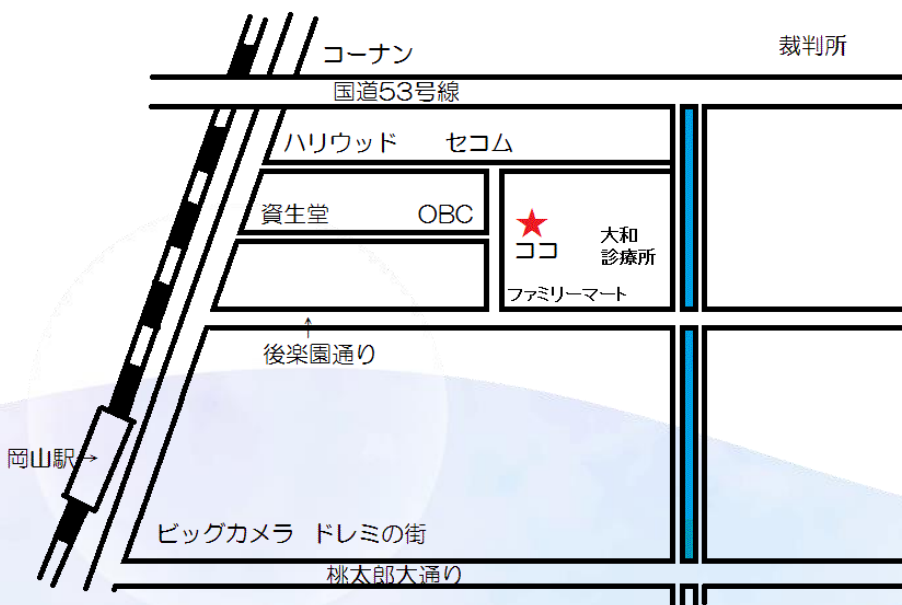 コーナン
裁判所
国道53号線
ハリウッド
セコム
資生堂
OBC
★
ココ
大和
診療所
ファミリーマート
↑
後楽園通り
岡山駅→
ビッグカメラ ドレミの街
桃太郎大通り